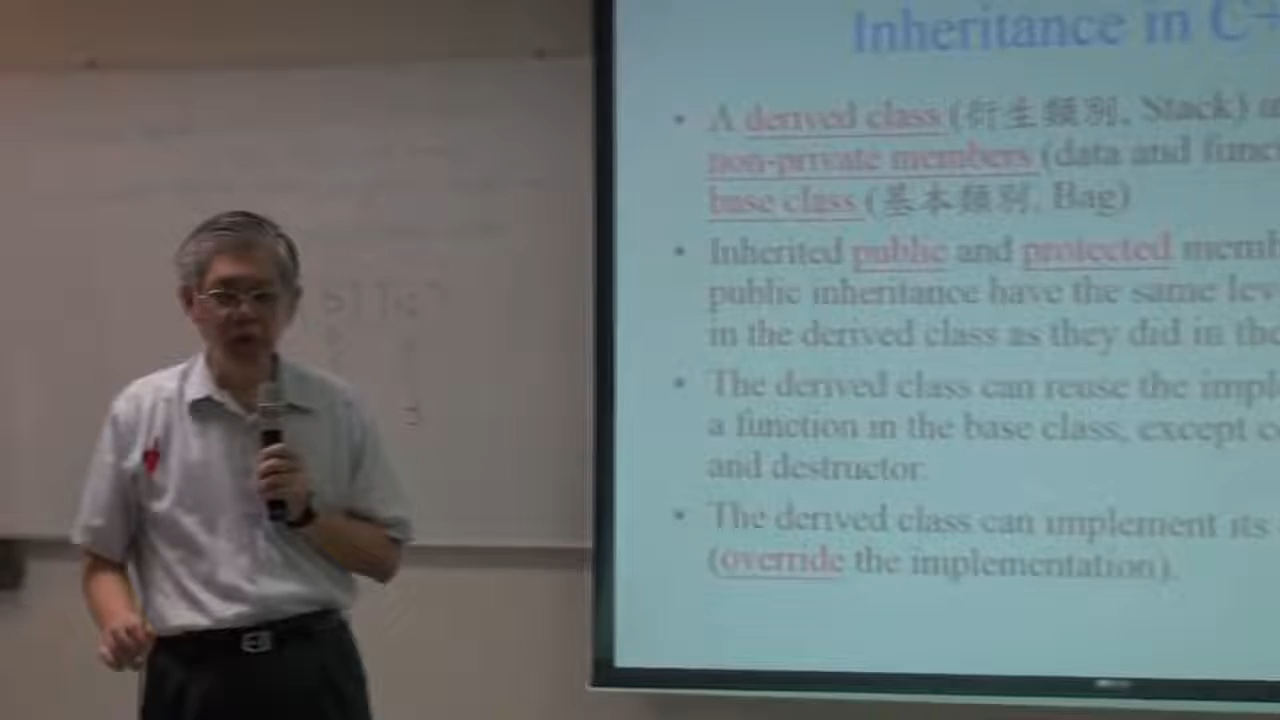 Inheritance in C+
• A derived class (衍生類別, Stack)
non-private members (data and func
base class (基本類別, Bag)
• Inherited public and protected memb
public inheritance have the same lev
in the derived class as they did in the
• The derived class can reuse the impl
a function in the base class, except c
and destructor.
• The derived class can implement its
(override the implementation).